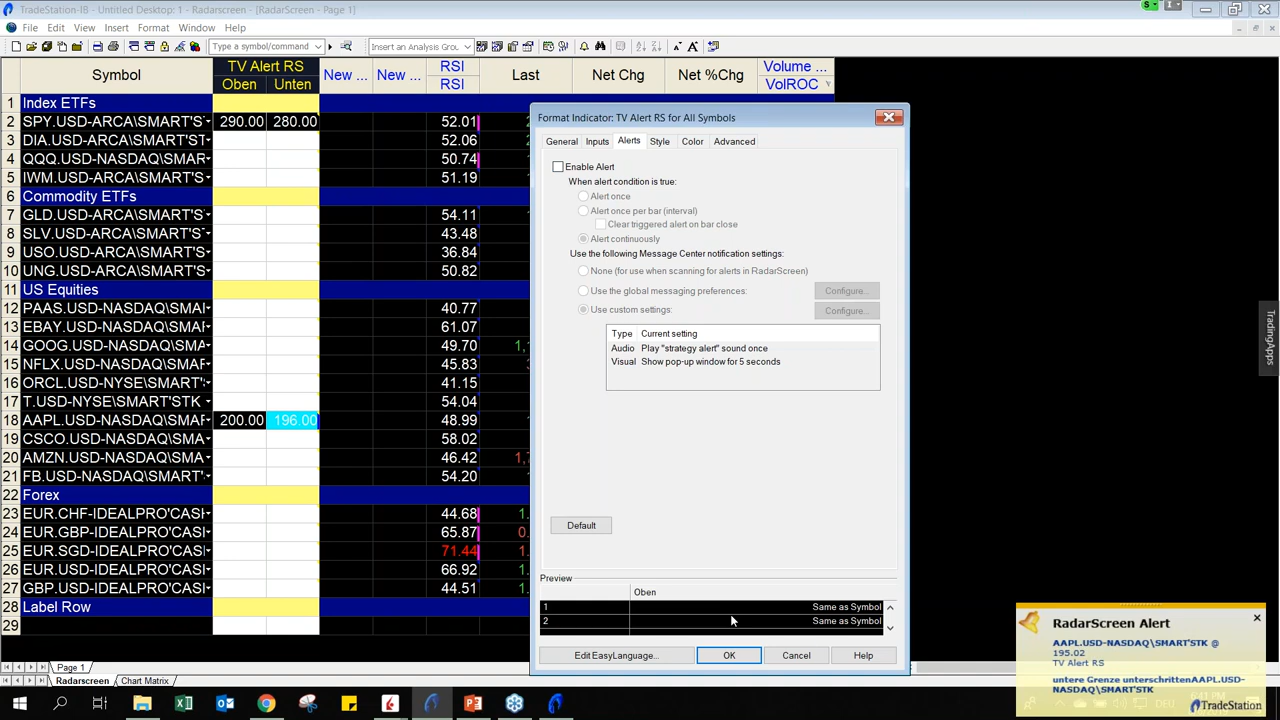 TradeStation-IB - Untitled Desktop: 1 - Radarscreen - [RadarScreen - Page 1]
File Edit View Insert Format Window Help
Type a symbol/command
Insert an Analysis Grou
Symbol TV Alert RS New ... New ... RSI Last Net Chg Net %Chg Volume ...
Oben Unten RSI VolROC
1 Index ETFs
2 SPY.USD-ARCA\SMART'S 290.00 280.00 52.01
3 DIA.USD-ARCA\SMART'ST 52.06
4 QQQ.USD-NASDAQ\SMAR 50.74
5 IWM.USD-ARCA\SMART'S 51.19
6 Commodity ETFs
7 GLD.USD-ARCA\SMART'S 54.11
8 SLV.USD-ARCA\SMART'S 43.48
9 USO.USD-ARCA\SMART'S 36.84
10 UNG.USD-ARCA\SMART'S 50.82
11 US Equities
12 PAAS.USD-NASDAQ\SMAR 40.77
13 EBAY.USD-NASDAQ\SMAR 61.07
14 GOOG.USD-NASDAQ\SMA 49.70 1,
15 NFLX.USD-NASDAQ\SMAR 45.83
16 ORCL.USD-NYSE\SMART' 41.15
17 T.USD-NYSE\SMART'STK 54.04
18 AAPL.USD-NASDAQ\SMAF 200.00 196.00 48.99
19 CSCO.USD-NASDAQ\SMA 58.02
20 AMZN.USD-NASDAQ\SMA 46.42 1,
21 FB.USD-NASDAQ\SMART' 54.20
22 Forex
23 EUR.CHF-IDEALPRO'CASI 44.68 1.
24 EUR.GBP-IDEALPRO'CASI 65.87 0.
25 EUR.SGD-IDEALPRO'CASI 71.44 1.
26 EUR.USD-IDEALPRO'CASI 66.92 1.
27 GBP.USD-IDEALPRO'CASI 44.51 1.
28 Label Row
29
Page 1
Radarscreen Chart Matrix
Format Indicator: TV Alert RS for All Symbols
General Inputs Alerts Style Color Advanced
Enable Alert
When alert condition is true:
Alert once
Alert once per bar (interval)
Clear triggered alert on bar close
Alert continuously
Use the following Message Center notification settings:
None (for use when scanning for alerts in RadarScreen)
Use the global messaging preferences: Configure...
Use custom settings: Configure...
Type Current setting
Audio Play "strategy alert" sound once
Visual Show pop-up window for 5 seconds
Default
Preview
Oben
1 Same as Symbol
2 Same as Symbol
Edit EasyLanguage... OK Cancel Help
TradingApps
RadarScreen Alert
AAPL.USD-NASDAQ\SMART'STK @
195.02
TV Alert RS
untere Grenze unterschrittenAAPL.USD-
NASDAQ\SMART'STK
TradeStation
DEU